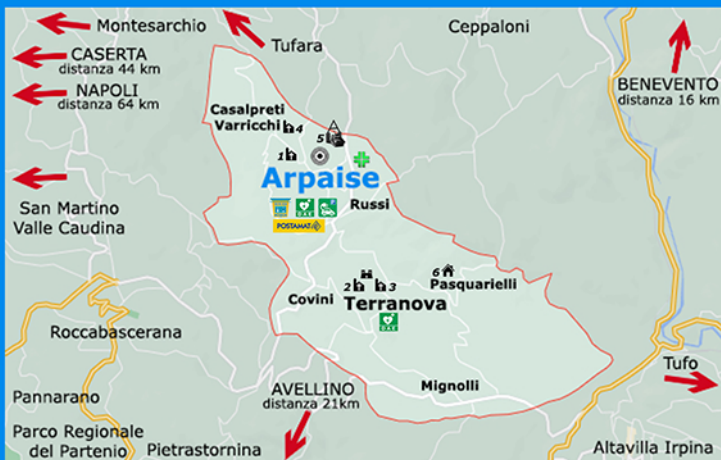 Montesarchio
Tufara
Ceppaloni
CASERTA
distanza 44 km
NAPOLI
distanza 64 km
BENEVENTO
distanza 16 km
Casalpreti
Varricchi 4
5
1
Arpaise
San Martino
Valle Caudina
Russi
POSTAMAT
6
Pasquarielli
2 3
Covini
Terranova
DAE
Roccabascerana
Tufo
Mignolli
AVELLINO
distanza 21km
Pannarano
Parco Regionale
del Partenio
Pietrastornina
Altavilla Irpina